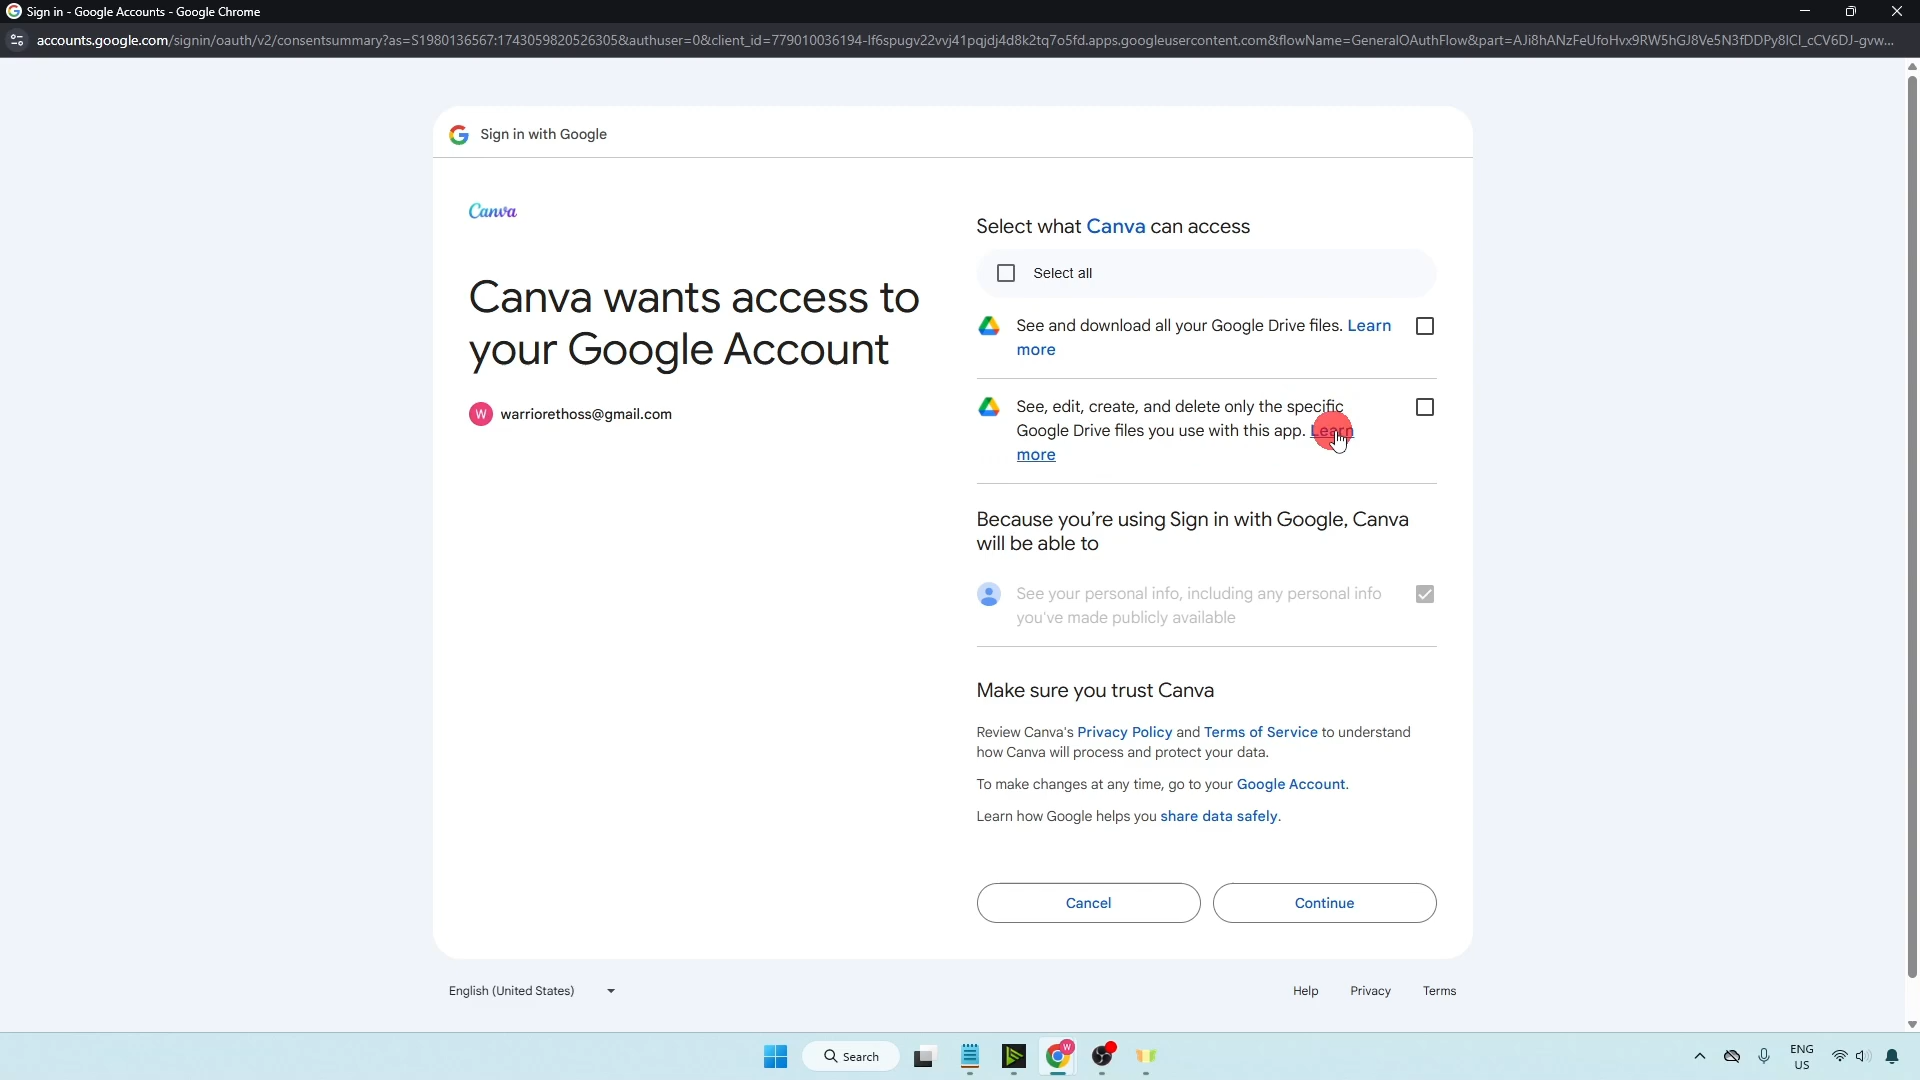 Sign in - Google Accounts - Google Chrome
accounts.google.com/signin/oauth/v2/consentsummary?as=S1980136567:1743059820526305&authuser=0&client_id=779010036194-lf6spugv22vvj41pqjdj4d8k2tq7o5fd.apps.googleusercontent.com&flowName=GeneralOAuthFlow&part=AJi8hANzFeUfoHvx9RW5hGJ8Ve5N3fDDPy8lCl_cCV6DJ-gvw...
Sign in with Google
Canva
Canva wants access to
your Google Account
W warriorethoss@gmail.com
Select what Canva can access
Select all
See and download all your Google Drive files. Learn
more
See, edit, create, and delete only the specific
Google Drive files you use with this app. Learn
more
Because you're using Sign in with Google, Canva
will be able to
See your personal info, including any personal info
you've made publicly available
Make sure you trust Canva
Review Canva's Privacy Policy and Terms of Service to understand
how Canva will process and protect your data.
To make changes at any time, go to your Google Account.
Learn how Google helps you share data safely.
Cancel
Continue
English (United States)
Help
Privacy
Terms
Search
W
ENG
US